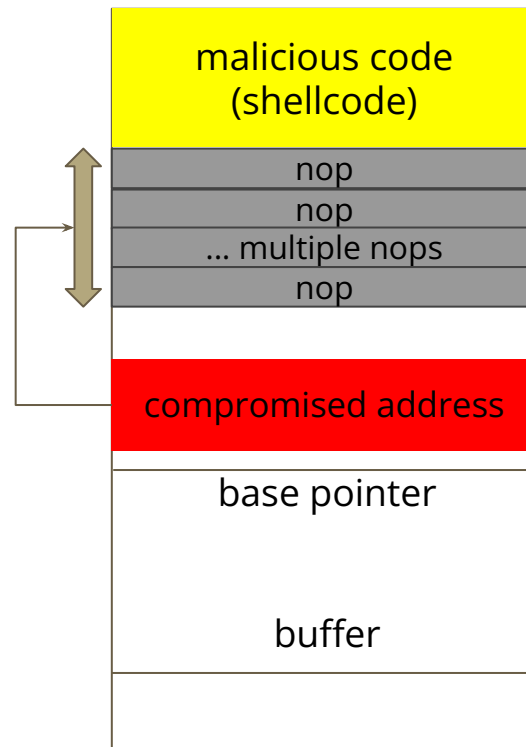 malicious code
(shellcode)
nop
nop
... multiple nops
nop
compromised address
base pointer
buffer